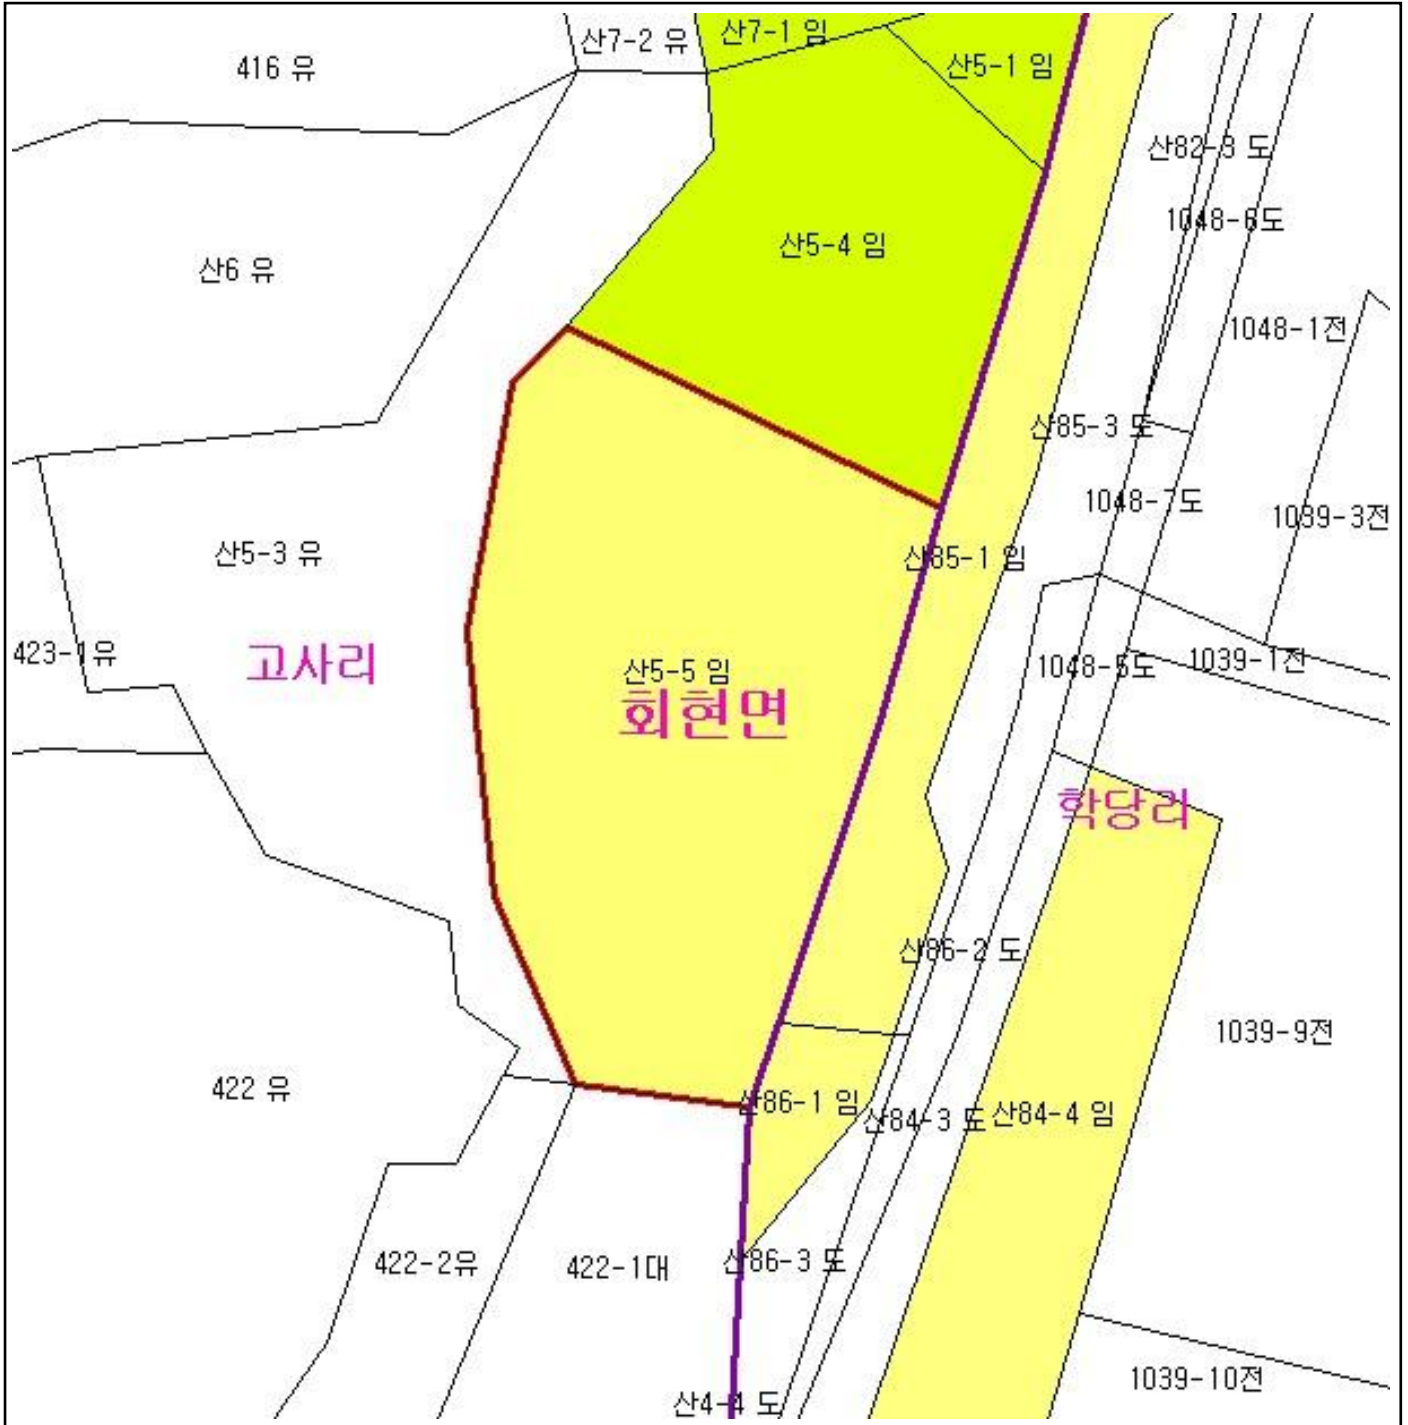 산7-2 유
산7-1 임
416 유
산5-1 임
산82-3 도
1048-6도
산5-4 임
산6 유
1048-1전
산85-3 도
1048-7도
1039-3전
산5-3 유
산85-1 임
423-1유
고사리
산5-5 임
1048-5도
1039-1전
회현면
학당리
산86-2 도
1039-9전
422 유
산86-1 임
산84-3 도
산84-4 임
422-2유
422-1대
산86-3 도
1039-10전
산4-4 도